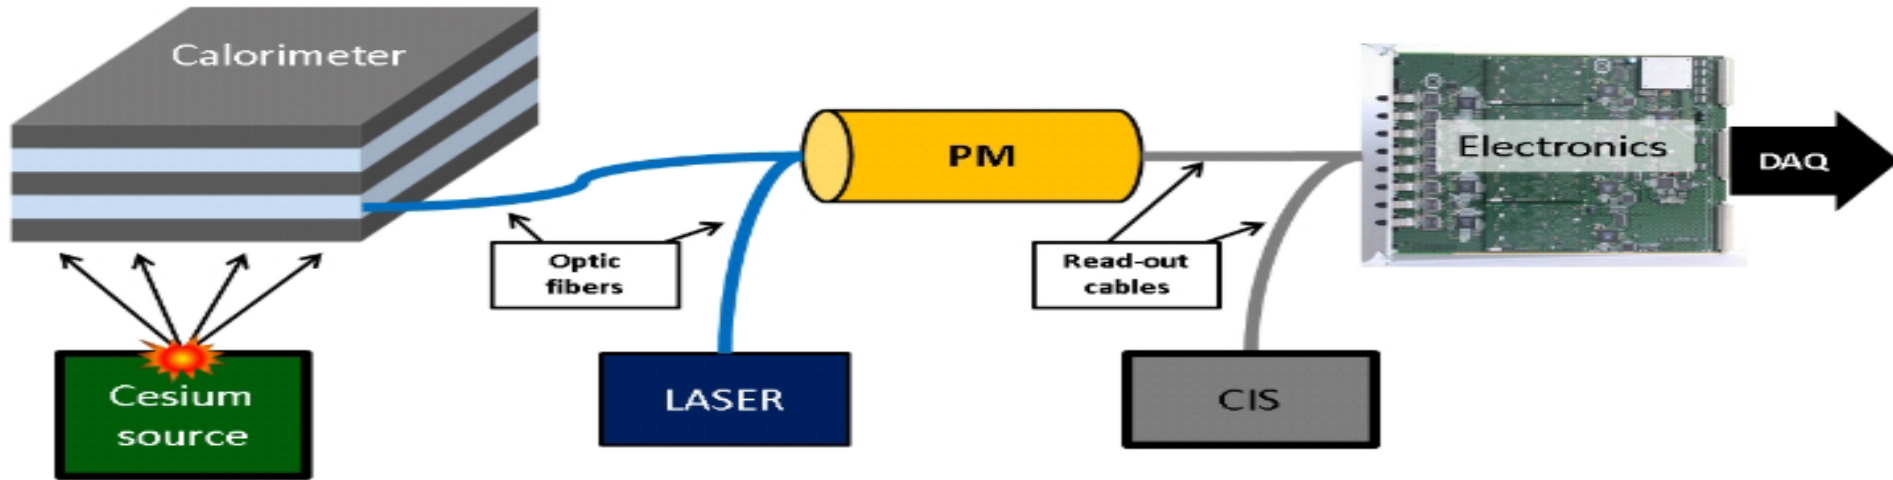 Calorimeter
PM
Electronics
DAQ
Optic
fibers
Read-out
cables
Cesium
source
LASER
CIS